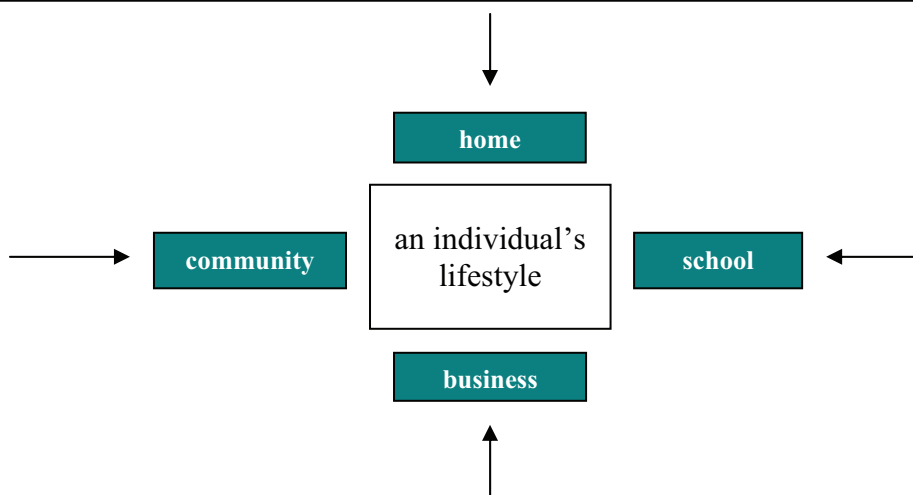 home
an individual’s
lifestyle
community
school
business